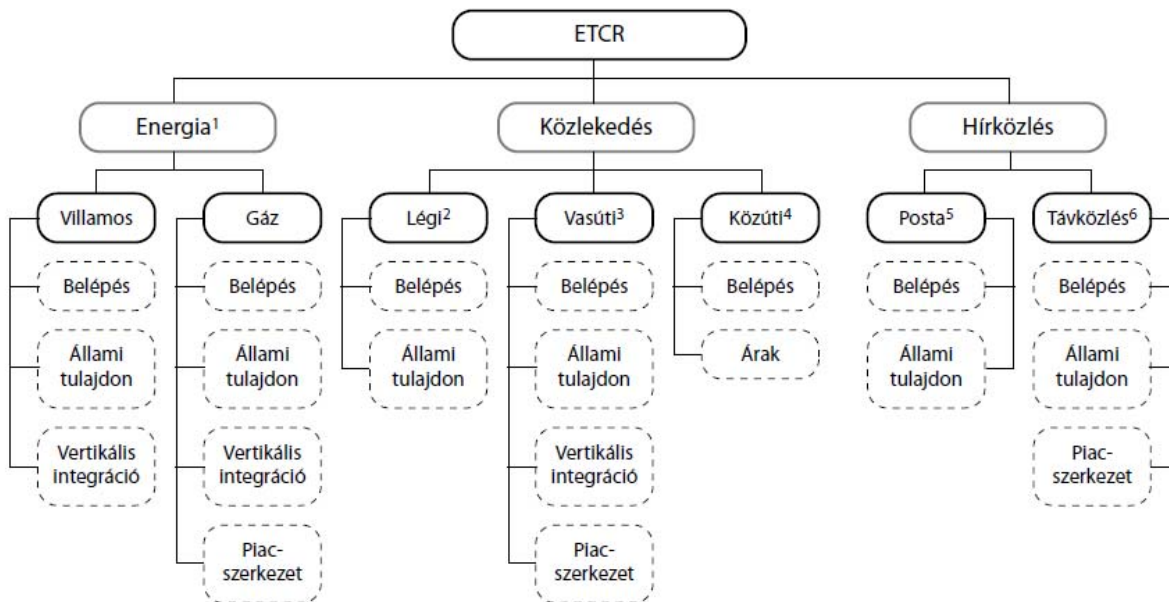 ETCR
Energia¹
Közlekedés
Hírközlés
Villamos
Gáz
Légi²
Vasúti³
Közúti⁴
Posta⁵
Távközlés⁶
Belépés
Belépés
Belépés
Belépés
Belépés
Belépés
Belépés
Állami
tulajdon
Állami
tulajdon
Állami
tulajdon
Állami
tulajdon
Árak
Állami
tulajdon
Állami
tulajdon
Vertikális
integráció
Vertikális
integráció
Vertikális
integráció
Piac-
szerkezet
Piac-
szerkezet
Piac-
szerkezet